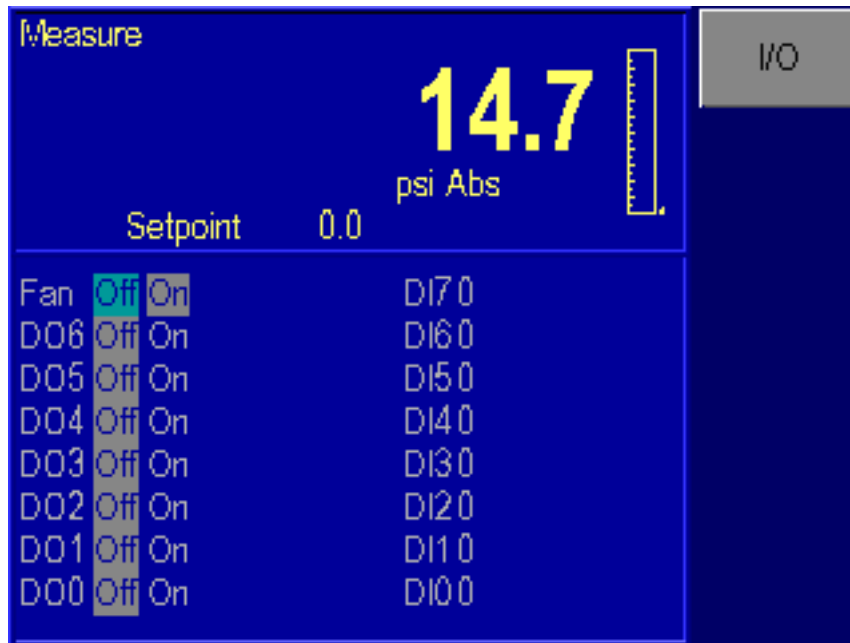 Measure
I/O
14.7
psi Abs
Setpoint 0.0
Fan Off On DI7 0
DO6 Off On DI6 0
DO5 Off On DI5 0
DO4 Off On DI4 0
DO3 Off On DI3 0
DO2 Off On DI2 0
DO1 Off On DI1 0
DO0 Off On DI0 0